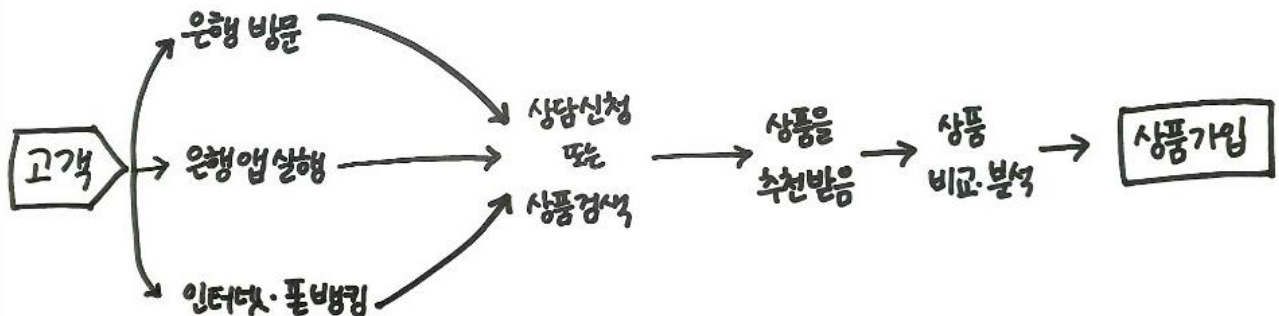 은행 방문
고객
은행 앱 실행
인터넷·폰뱅킹
상담신청
또는
상품검색
상품을
추천받음
상품
비교·분석
상품가입